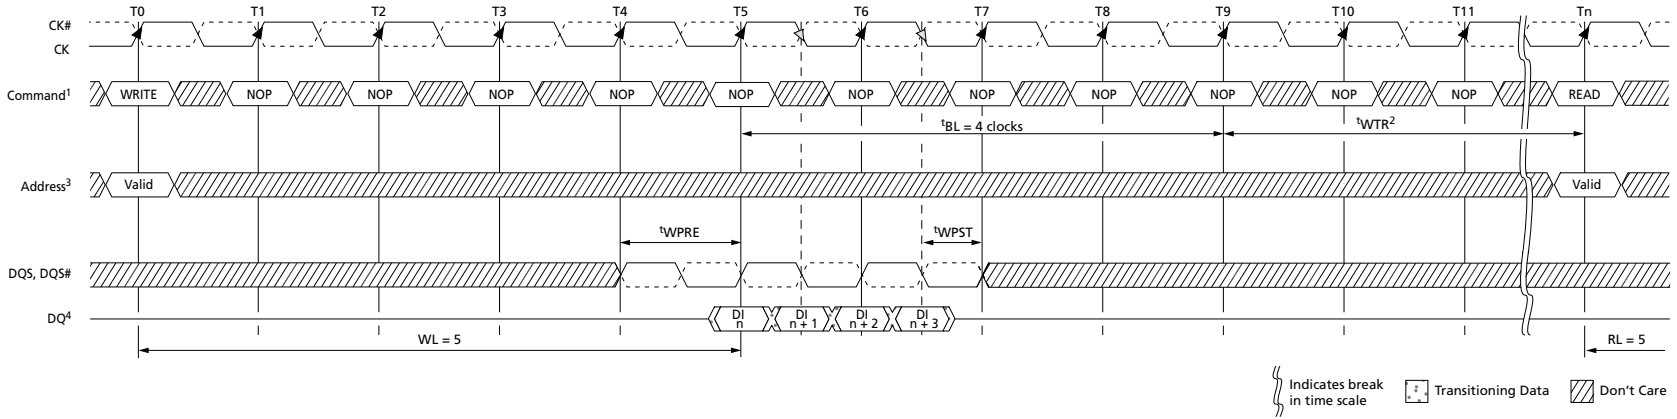 T0 T1 T2 T3 T4 T5 T6 T7 T8 T9 T10 T11 Tn
CK#
CK
Command¹ WRITE NOP NOP NOP NOP NOP NOP NOP NOP NOP NOP NOP READ
ᵗBL = 4 clocks ᵗWTR²
Address³ Valid Valid
ᵗWPRE ᵗWPST
DQS, DQS#
DQ⁴ DI n DI n + 1 DI n + 2 DI n + 3
WL = 5 RL = 5
Indicates break in time scale Transitioning Data Don't Care